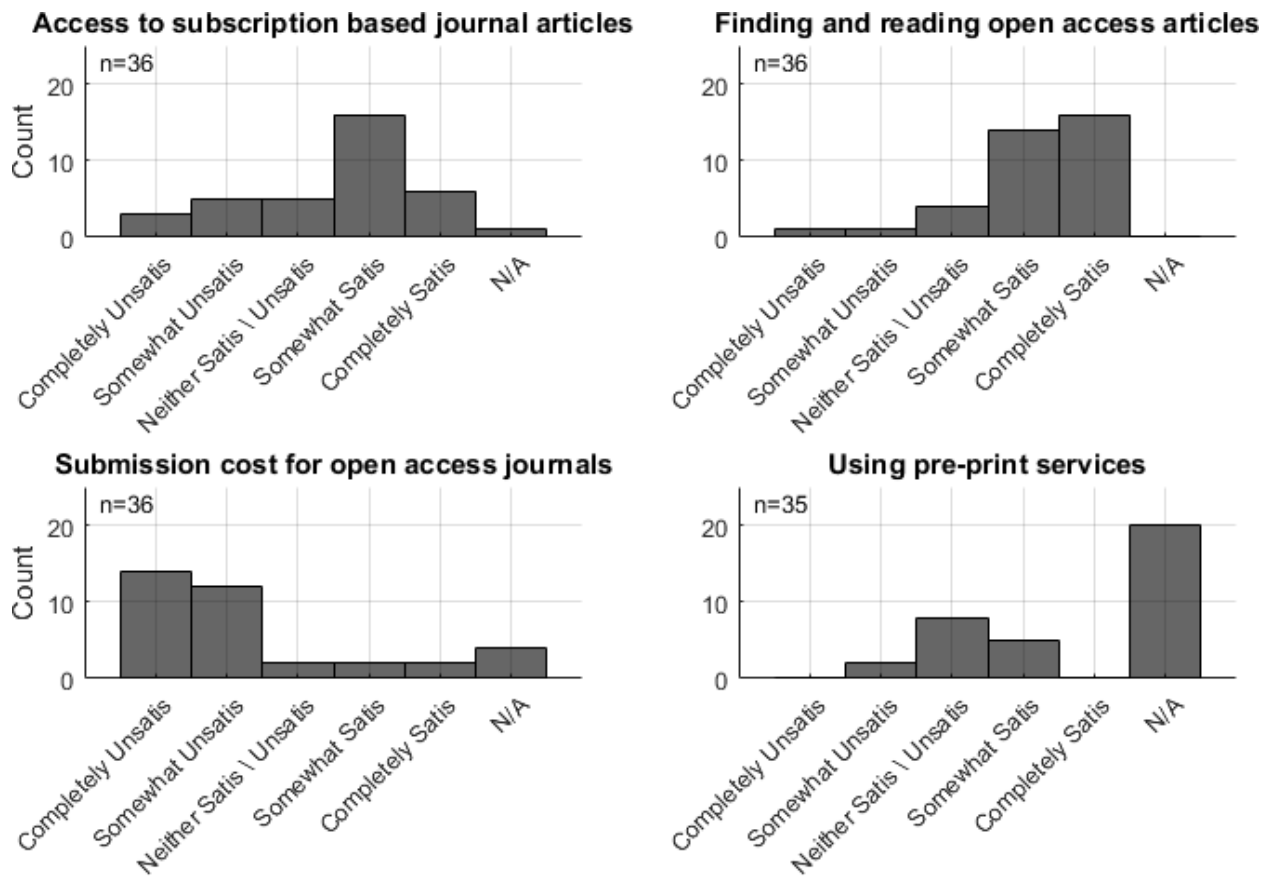 Access to subscription based journal articles
n=36
20
10
0
Count
Completely Unsatis
Somewhat Unsatis
Neither Satis \ Unsatis
Somewhat Satis
Completely Satis
N/A
Finding and reading open access articles
n=36
20
10
0
Completely Unsatis
Somewhat Unsatis
Neither Satis \ Unsatis
Somewhat Satis
Completely Satis
N/A
Submission cost for open access journals
n=36
20
10
0
Count
Completely Unsatis
Somewhat Unsatis
Neither Satis \ Unsatis
Somewhat Satis
Completely Satis
N/A
Using pre-print services
n=35
20
10
0
Completely Unsatis
Somewhat Unsatis
Neither Satis \ Unsatis
Somewhat Satis
Completely Satis
N/A